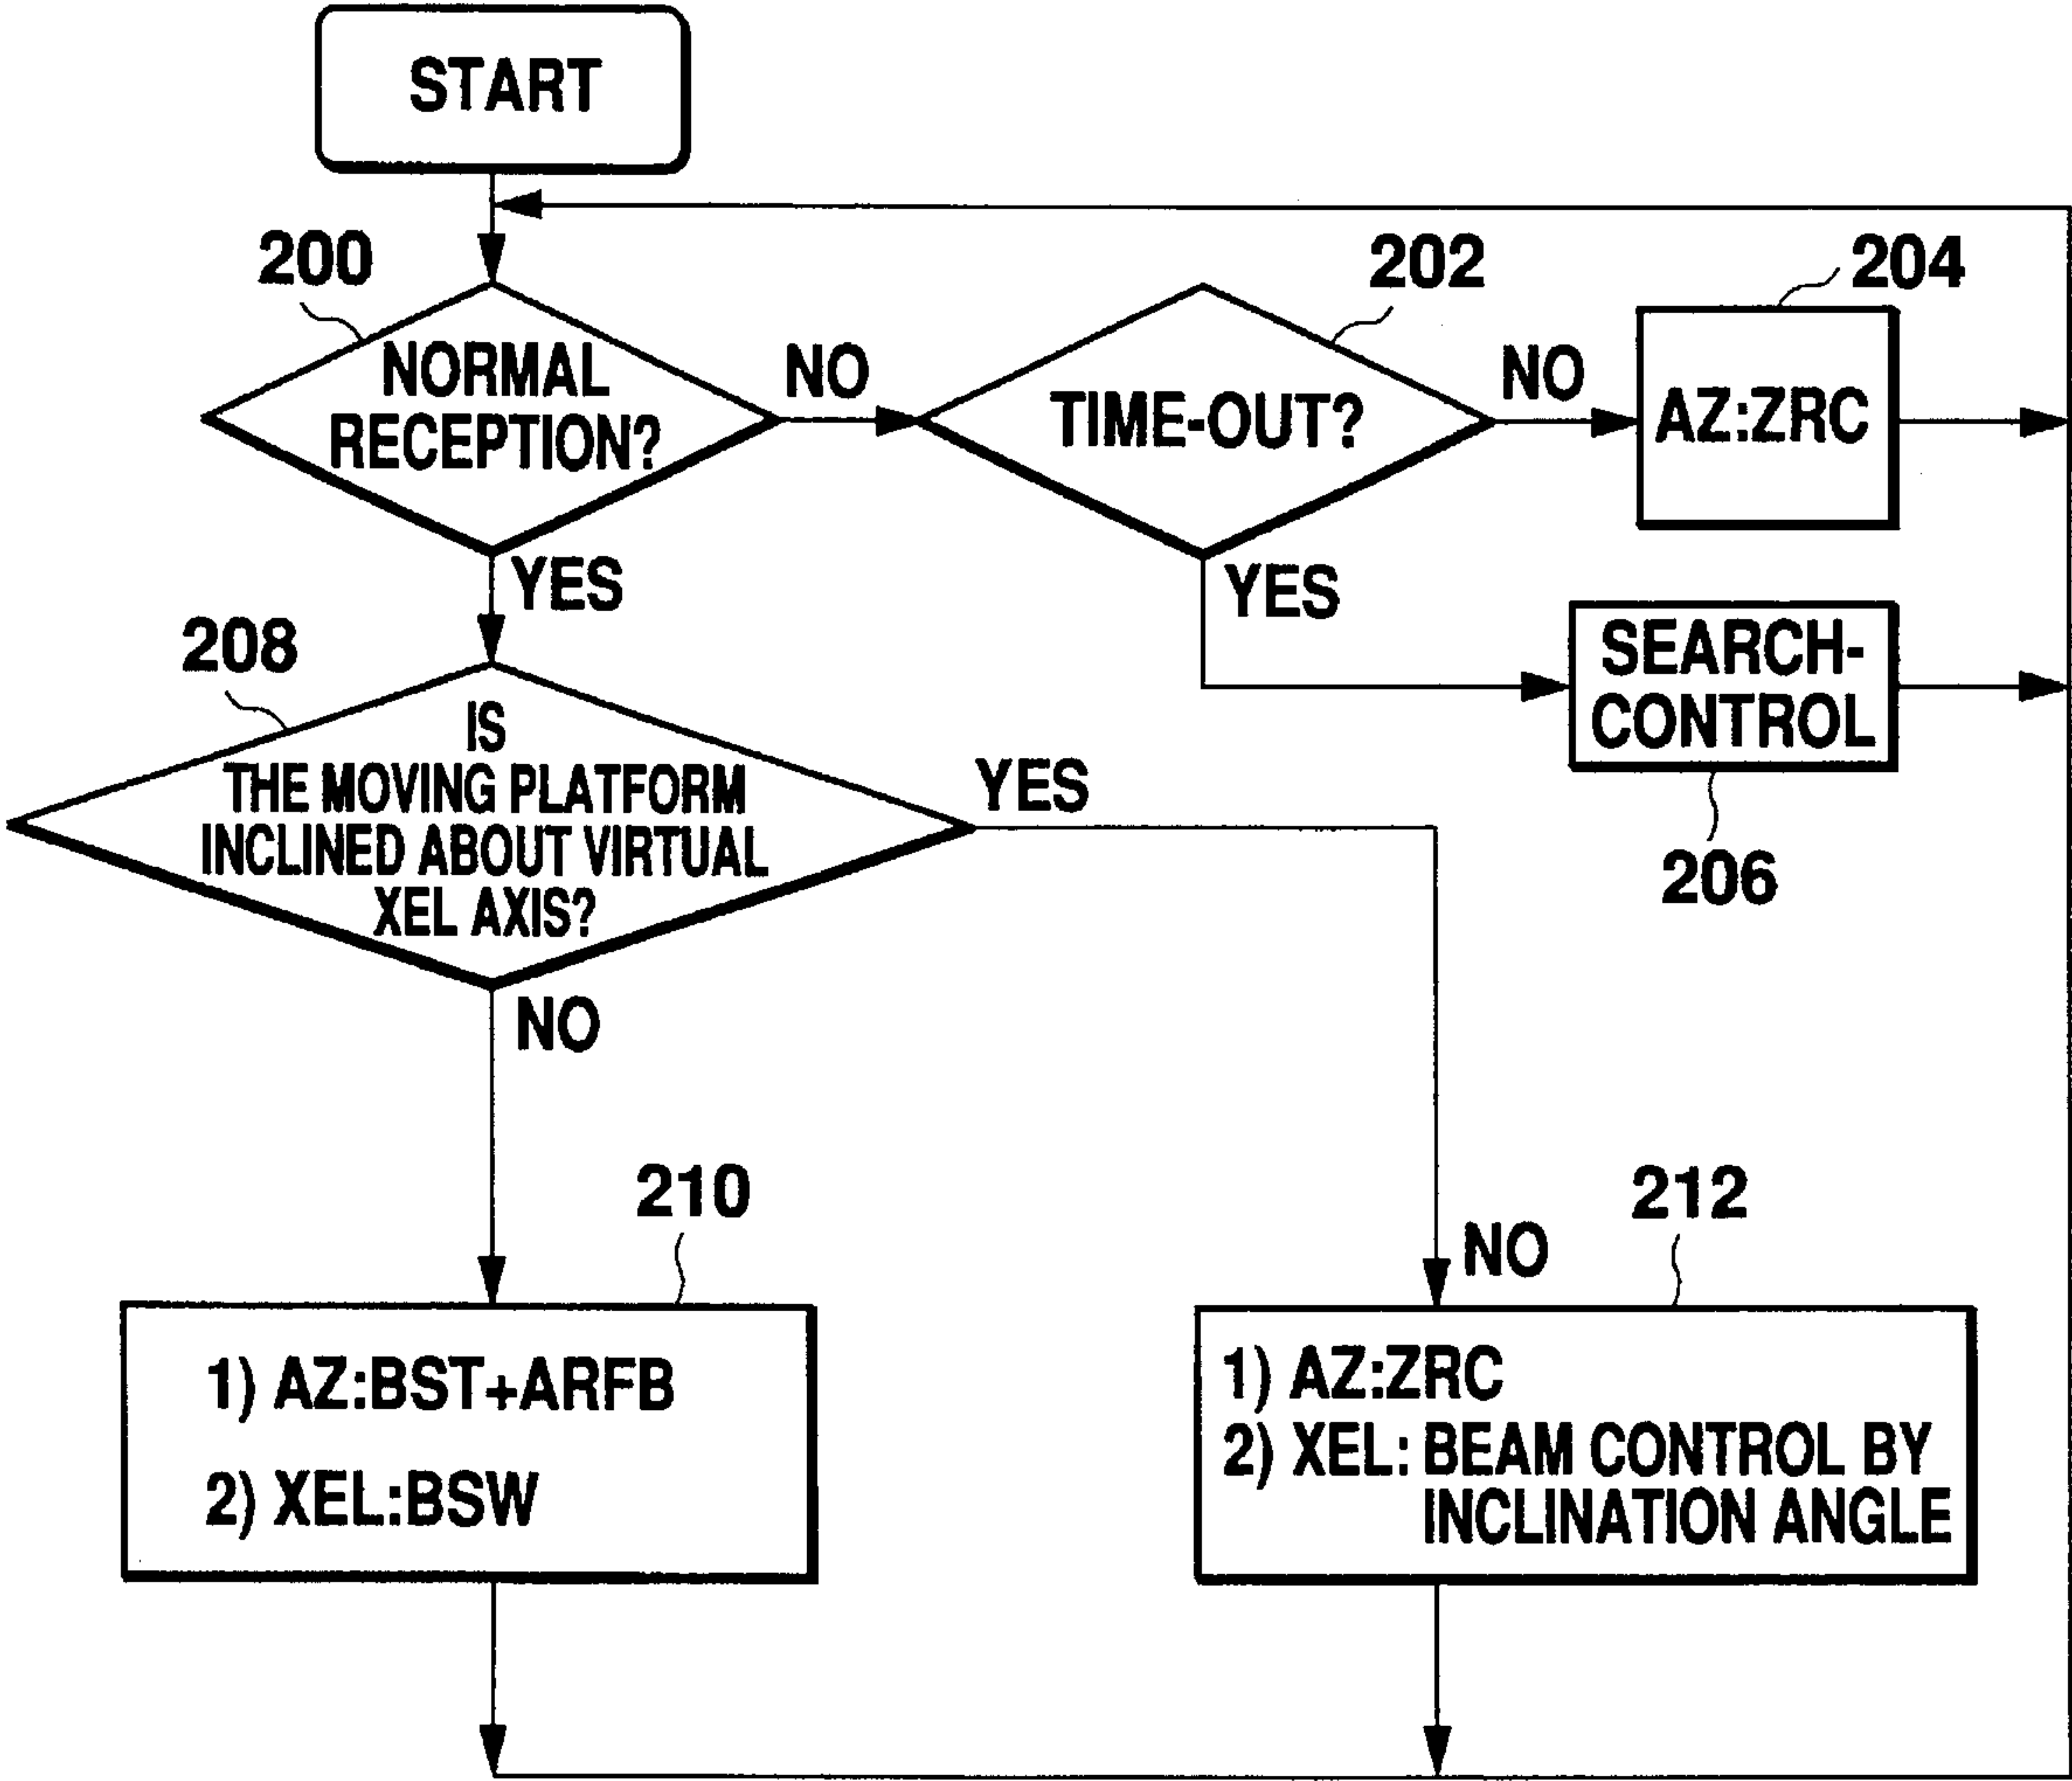 START
200
202
204
NORMAL
RECEPTION?
NO
TIME-OUT?
NO
AZ:ZRC
YES
YES
208
SEARCH-
CONTROL
206
IS
THE MOVING PLATFORM
INCLINED ABOUT VIRTUAL
XEL AXIS?
YES
NO
210
212
NO
1) AZ:BST+ARFB
2) XEL:BSW
1) AZ:ZRC
2) XEL: BEAM CONTROL BY
INCLINATION ANGLE